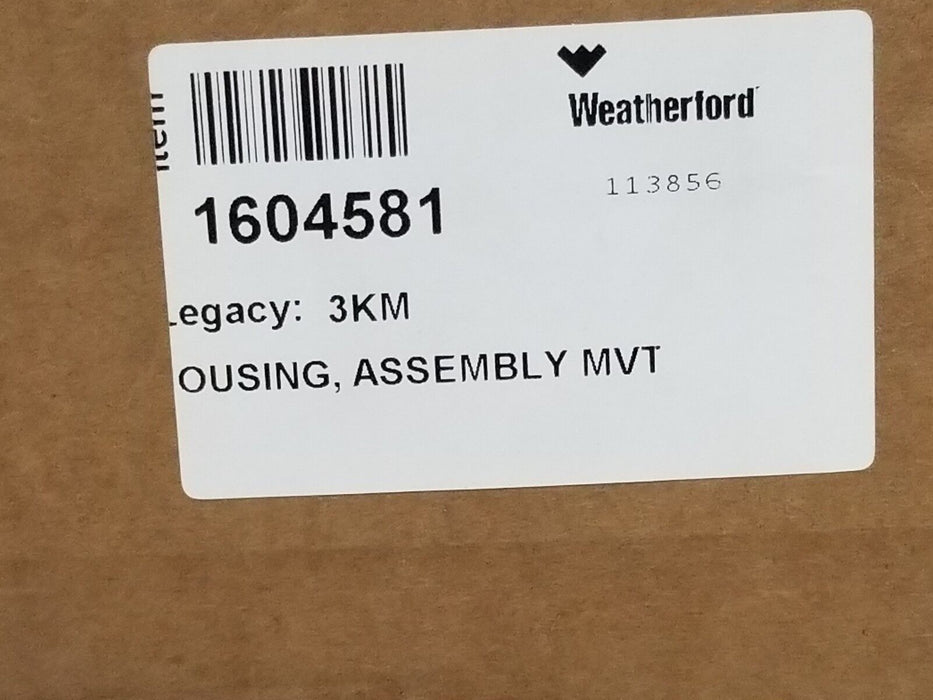 Item
Weatherford
113856
1604581
Legacy: 3KM
OUSING, ASSEMBLY MVT